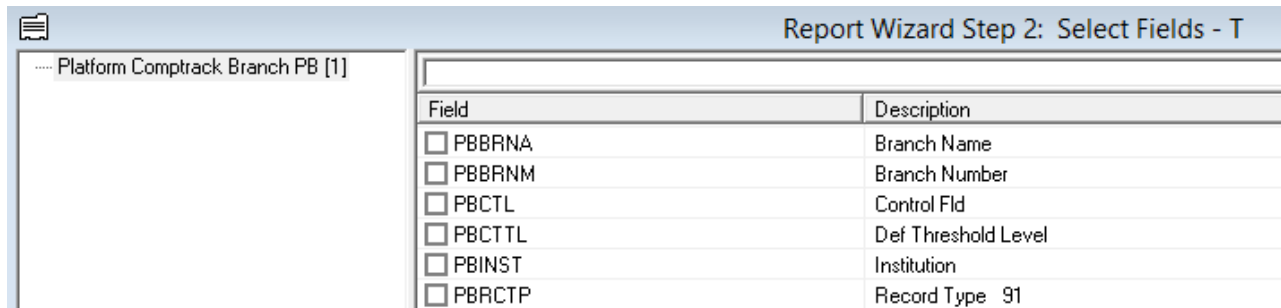 Report Wizard Step 2: Select Fields - T
Platform Comptrack Branch PB [1]
Field Description
PBBRNA Branch Name
PBBRNM Branch Number
PBCTL Control Fld
PBCTTL Def Threshold Level
PBINST Institution
PBRCTP Record Type 91